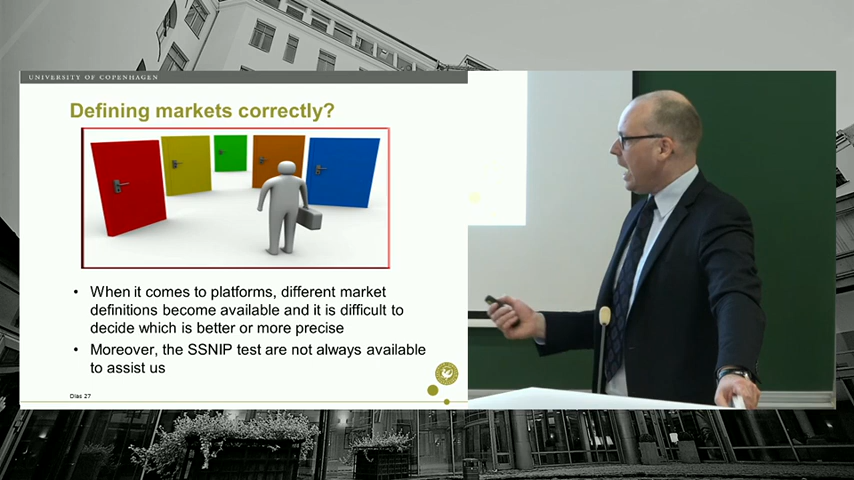 UNIVERSITY OF COPENHAGEN
Defining markets correctly?
• When it comes to platforms, different market
definitions become available and it is difficult to
decide which is better or more precise
• Moreover, the SSNIP test are not always available
to assist us
Dias 27